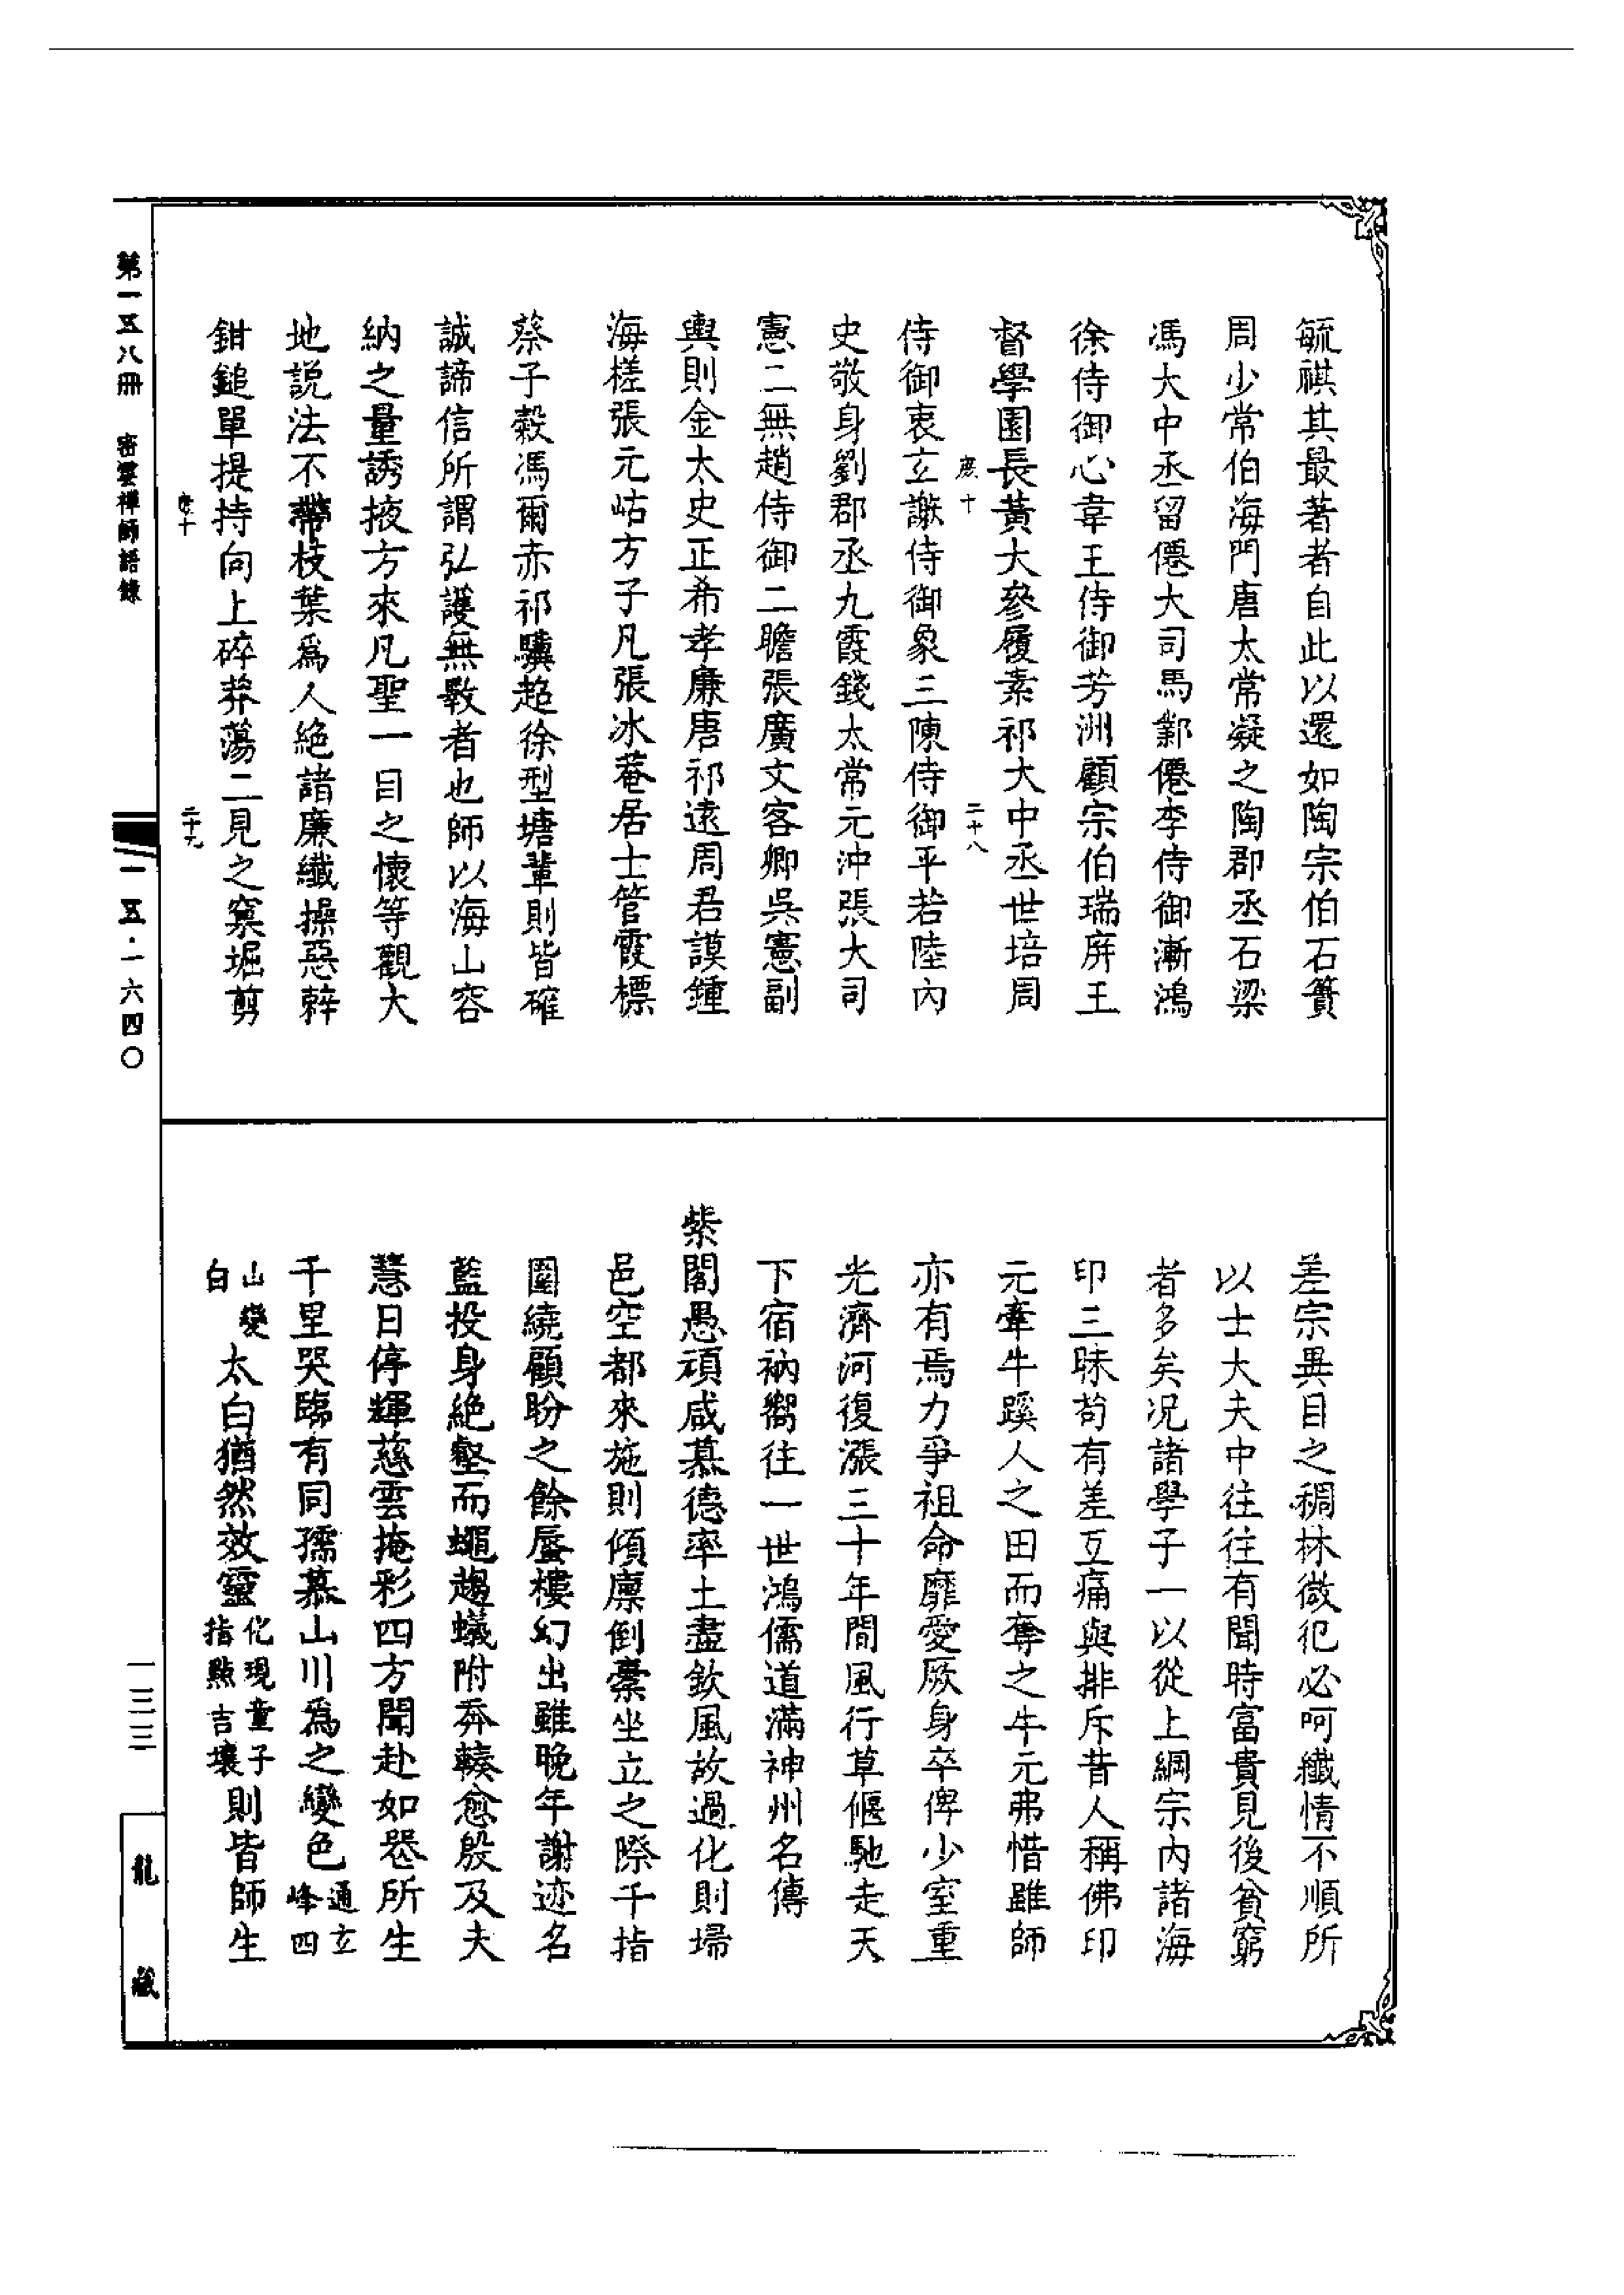 毓祺其最著者自此以還如陶宗伯石簣
周少常伯海門唐太常凝之陶郡丞石梁
馮大中丞留僊大司馬鄴僊李侍御漸鴻
徐侍御心韋王侍御芳洲顧宗伯瑞屏王
督學園長黃大參履素祁大中丞世培周
侍御衷玄謝侍御象三陳侍御平若陸內
史敬身劉郡丞九霞錢太常元沖張大司
憲二無趙侍御二瞻張廣文客卿吳憲副
輿則金太史正希孝廉唐祁遠周君謨鍾
海槎張元岵方子凡張冰菴居士管霞標
蔡子穀馮爾赤祁驥超徐型塘輩則皆確
誠諦信所謂弘護無斁者也師以海山容
納之量誘掖方來凡聖一目之懷等觀大
地説法不帶枝葉爲人絶諸廉纖操惡辣
鉗鎚單提持向上碎莽蕩二見之窠堀剪
差宗異目之稠林微犯必呵纖情不順所
以士大夫中往往有聞時富貴見後貧窮
者多矣况諸學子一以從上綱宗內諸海
印三昧茍有差互痛與排斥昔人稱佛印
元牽牛蹊人之田而奪之牛元弗惜雖師
亦有焉力爭祖命靡愛厥身卒俾少室重
光濟河復漲三十年間風行草偃馳走天
下宿衲嚮往一世鴻儒道滿神州名傳
紫閣愚頑咸慕德率土盡欽風故過化則埽
邑空都來施則傾廪倒橐坐立之際千指
圍繞顧盼之餘蜃樓幻出雖晚年謝迹名
藍投身絶壑而蠅趨蟻附奔輳愈殷及夫
慧日停輝慈雲掩彩四方聞赴如喪所生
千里哭臨有同孺慕山川爲之變色通玄峰四
山變白太白猶然效靈化現童子指點吉壤則皆師生
第一五八冊 密雲禪師語錄
一五·一六四〇
一三三
龍藏
慶十 二十八
慶十 二十九